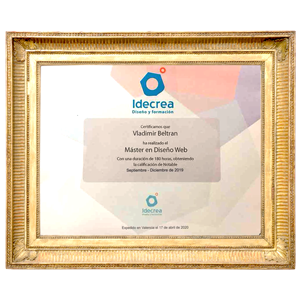 Idecrea
Diseño y formación
Certificamos que
Vladimir Beltran
ha realizado el
Máster en Diseño Web
Con una duración de 180 horas, obteniendo
la calificación de Notable
Septiembre - Diciembre de 2019
Idecrea
Expedido en Valencia el 17 de abril de 2020